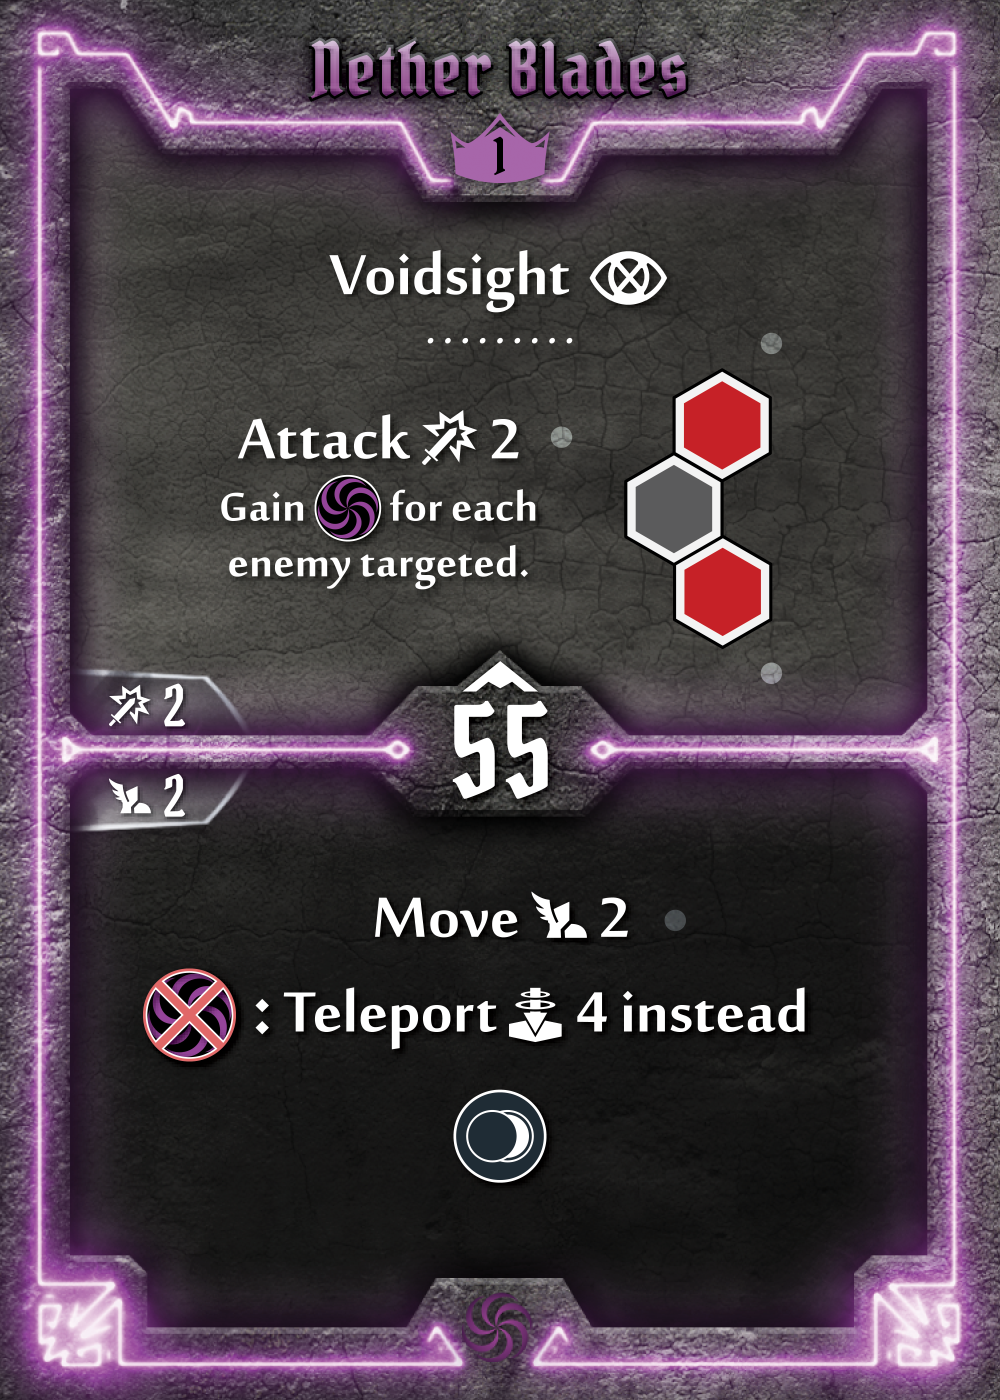 Nether Blades
1
Voidsight
Attack 2
Gain for each
enemy targeted.
2
55
2
Move 2
: Teleport 4 instead